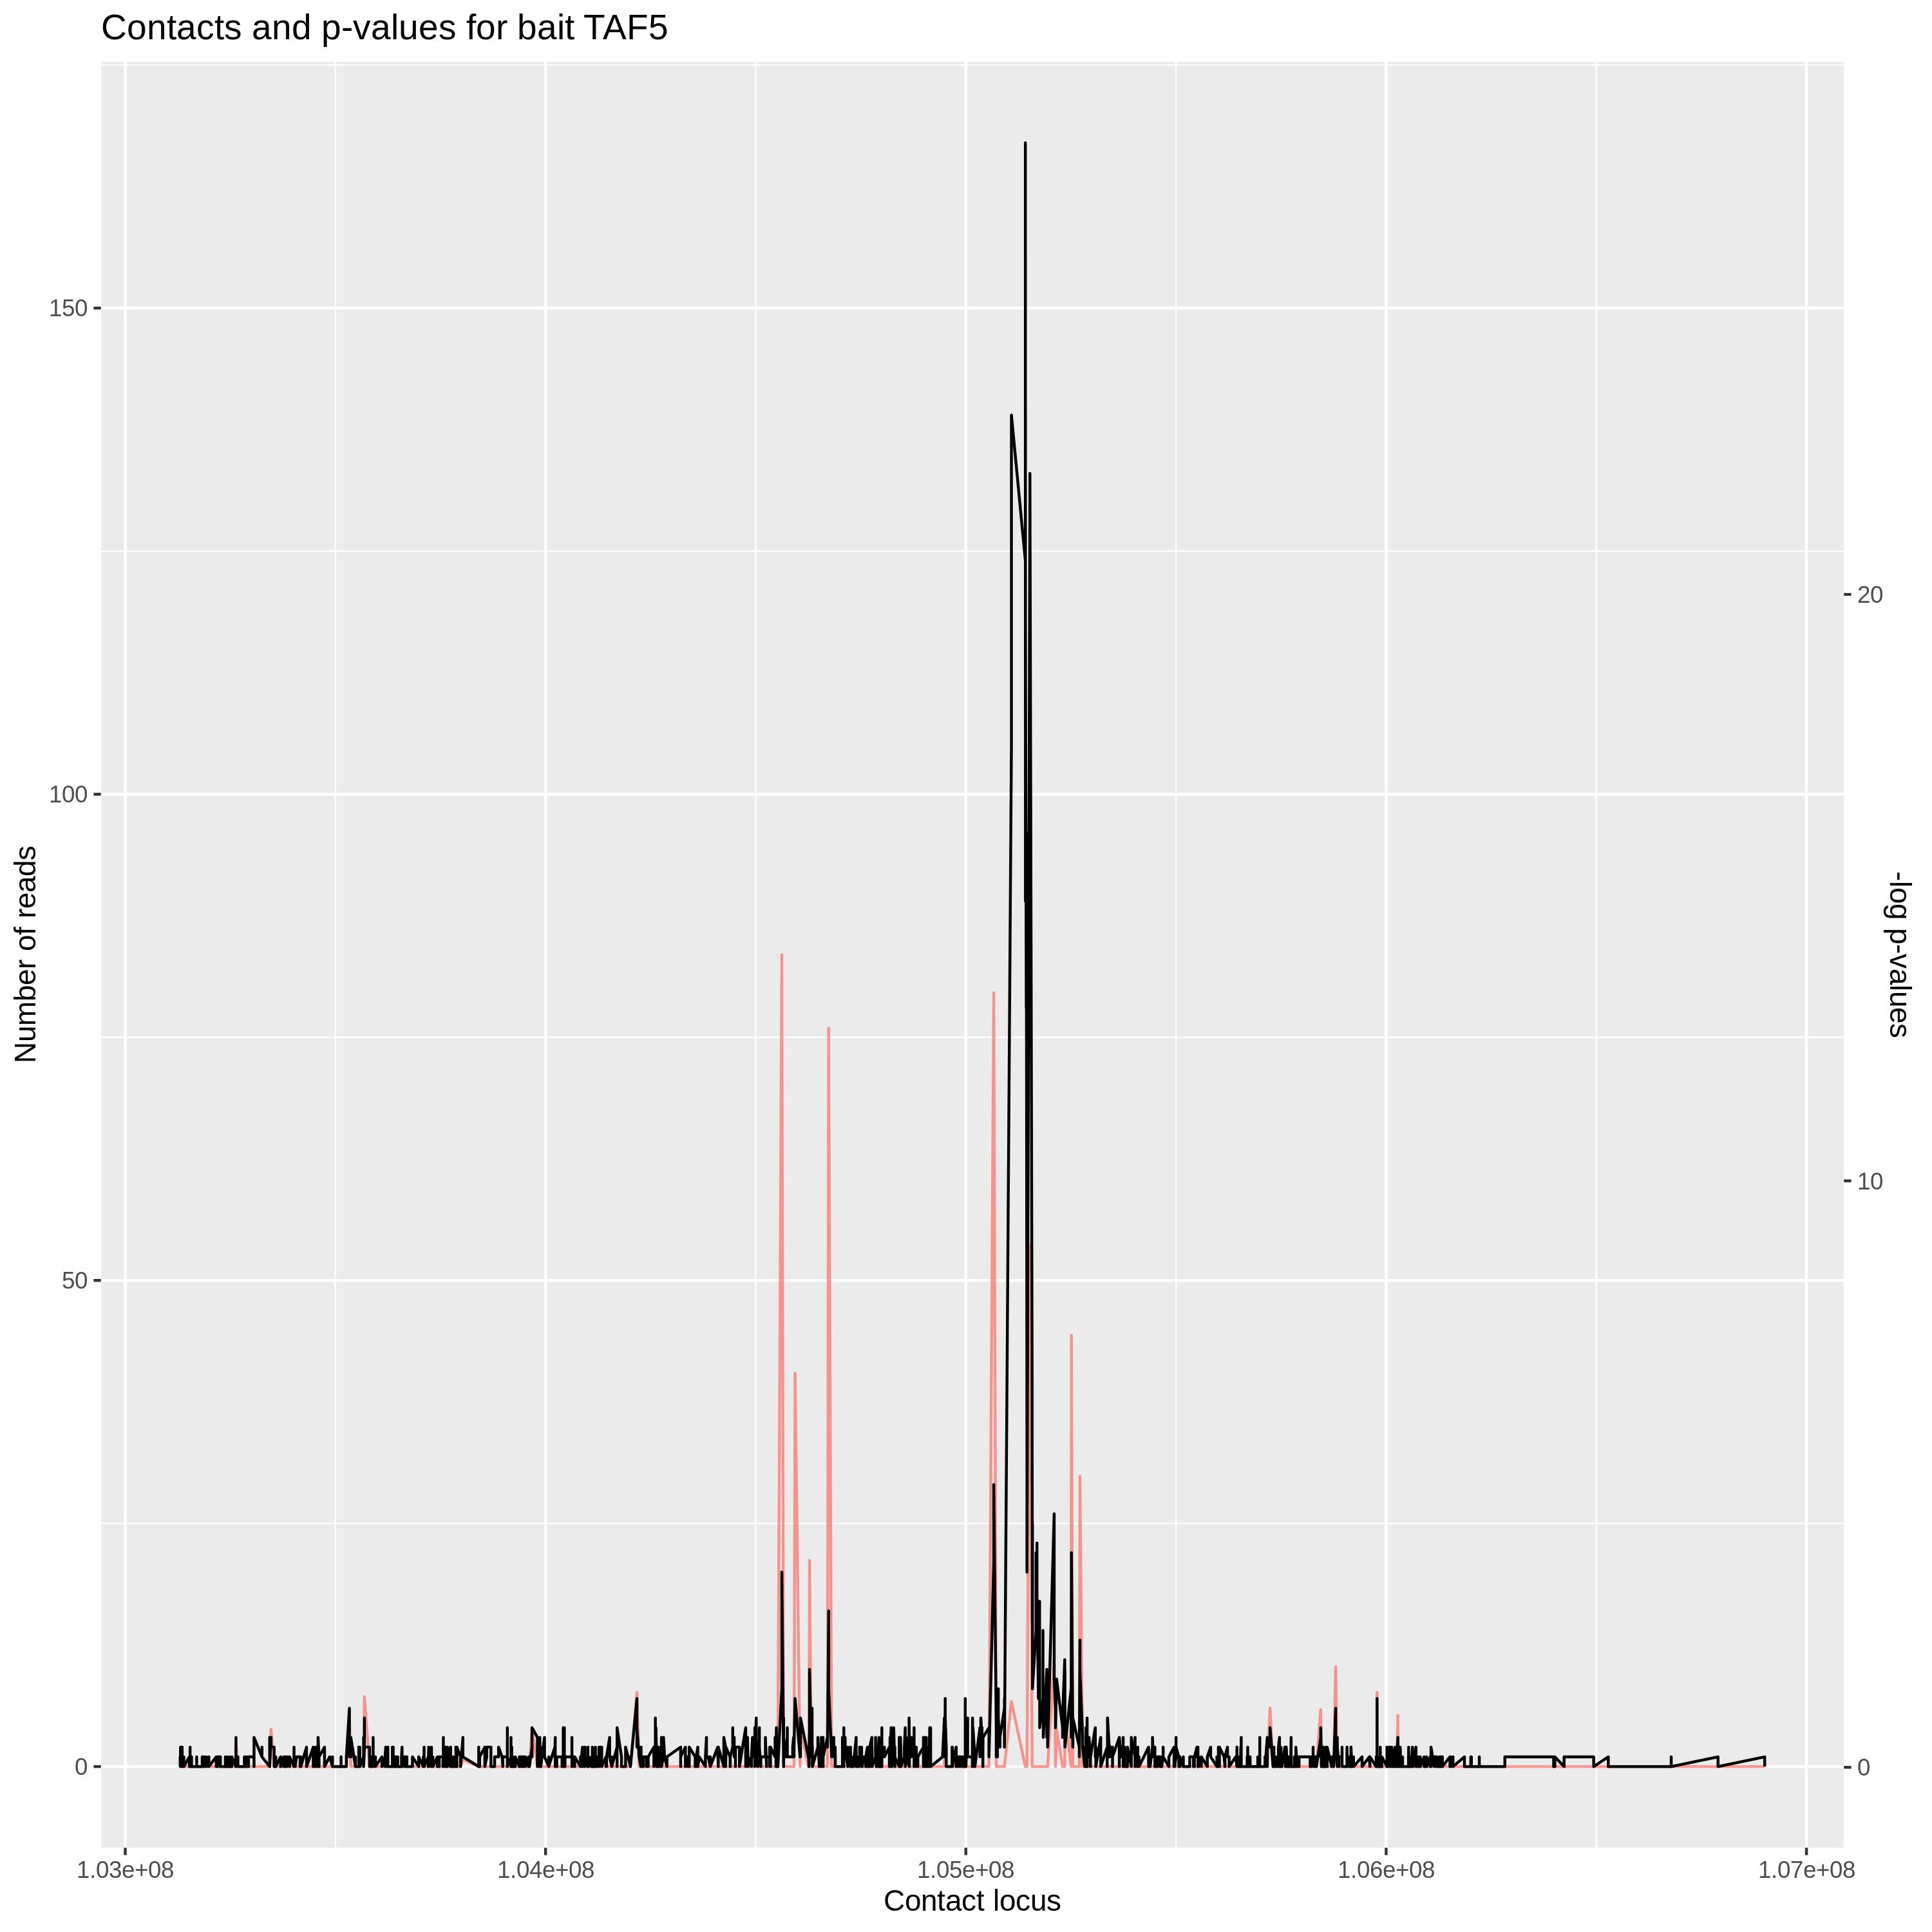 Contacts and p-values for bait TAF5
150
100
50
0
Number of reads
20
10
0
-log p-values
1.03e+08
1.04e+08
1.05e+08
1.06e+08
1.07e+08
Contact locus